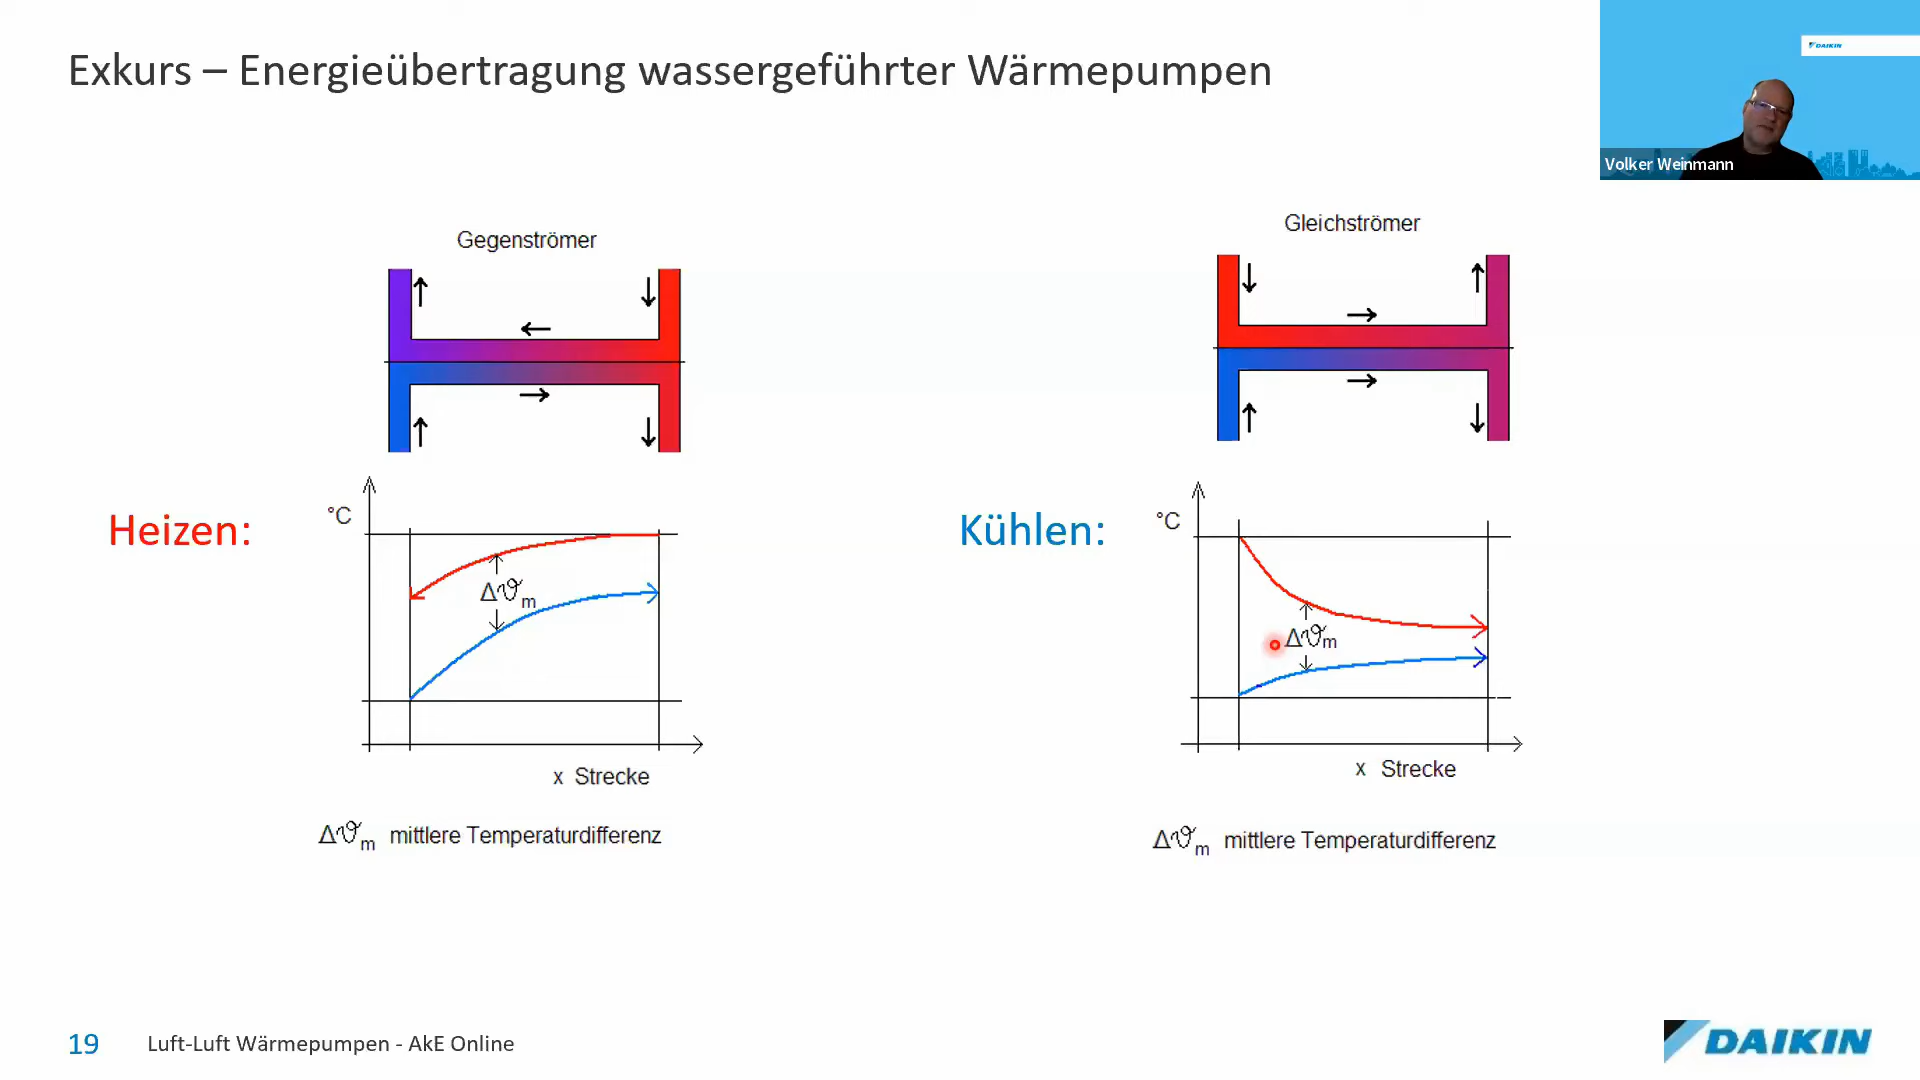 Exkurs – Energieübertragung wassergeführter Wärmepumpen
DAIKIN
Volker Weinmann
Gegenströmer
Gleichströmer
Heizen:
°C
Δϑm
x Strecke
Δϑm mittlere Temperaturdifferenz
Kühlen:
°C
Δϑm
x Strecke
Δϑm mittlere Temperaturdifferenz
19
Luft-Luft Wärmepumpen - AkE Online
DAIKIN